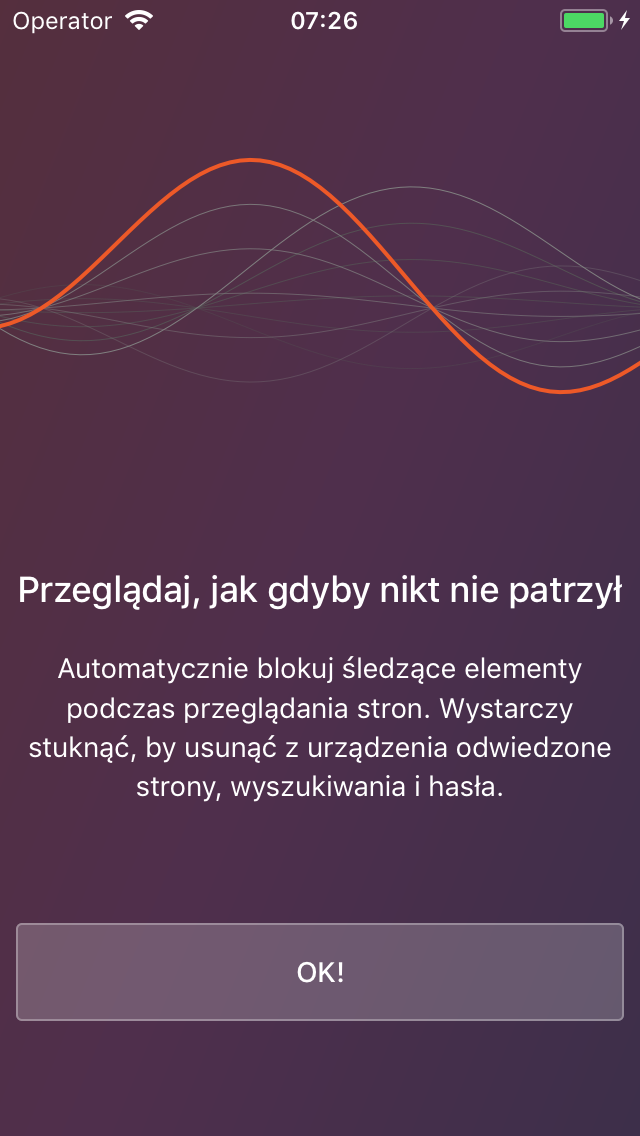 Operator 07:26
Przeglądaj, jak gdyby nikt nie patrzył
Automatycznie blokuj śledzące elementy
podczas przeglądania stron. Wystarczy
stuknąć, by usunąć z urządzenia odwiedzone
strony, wyszukiwania i hasła.
OK!